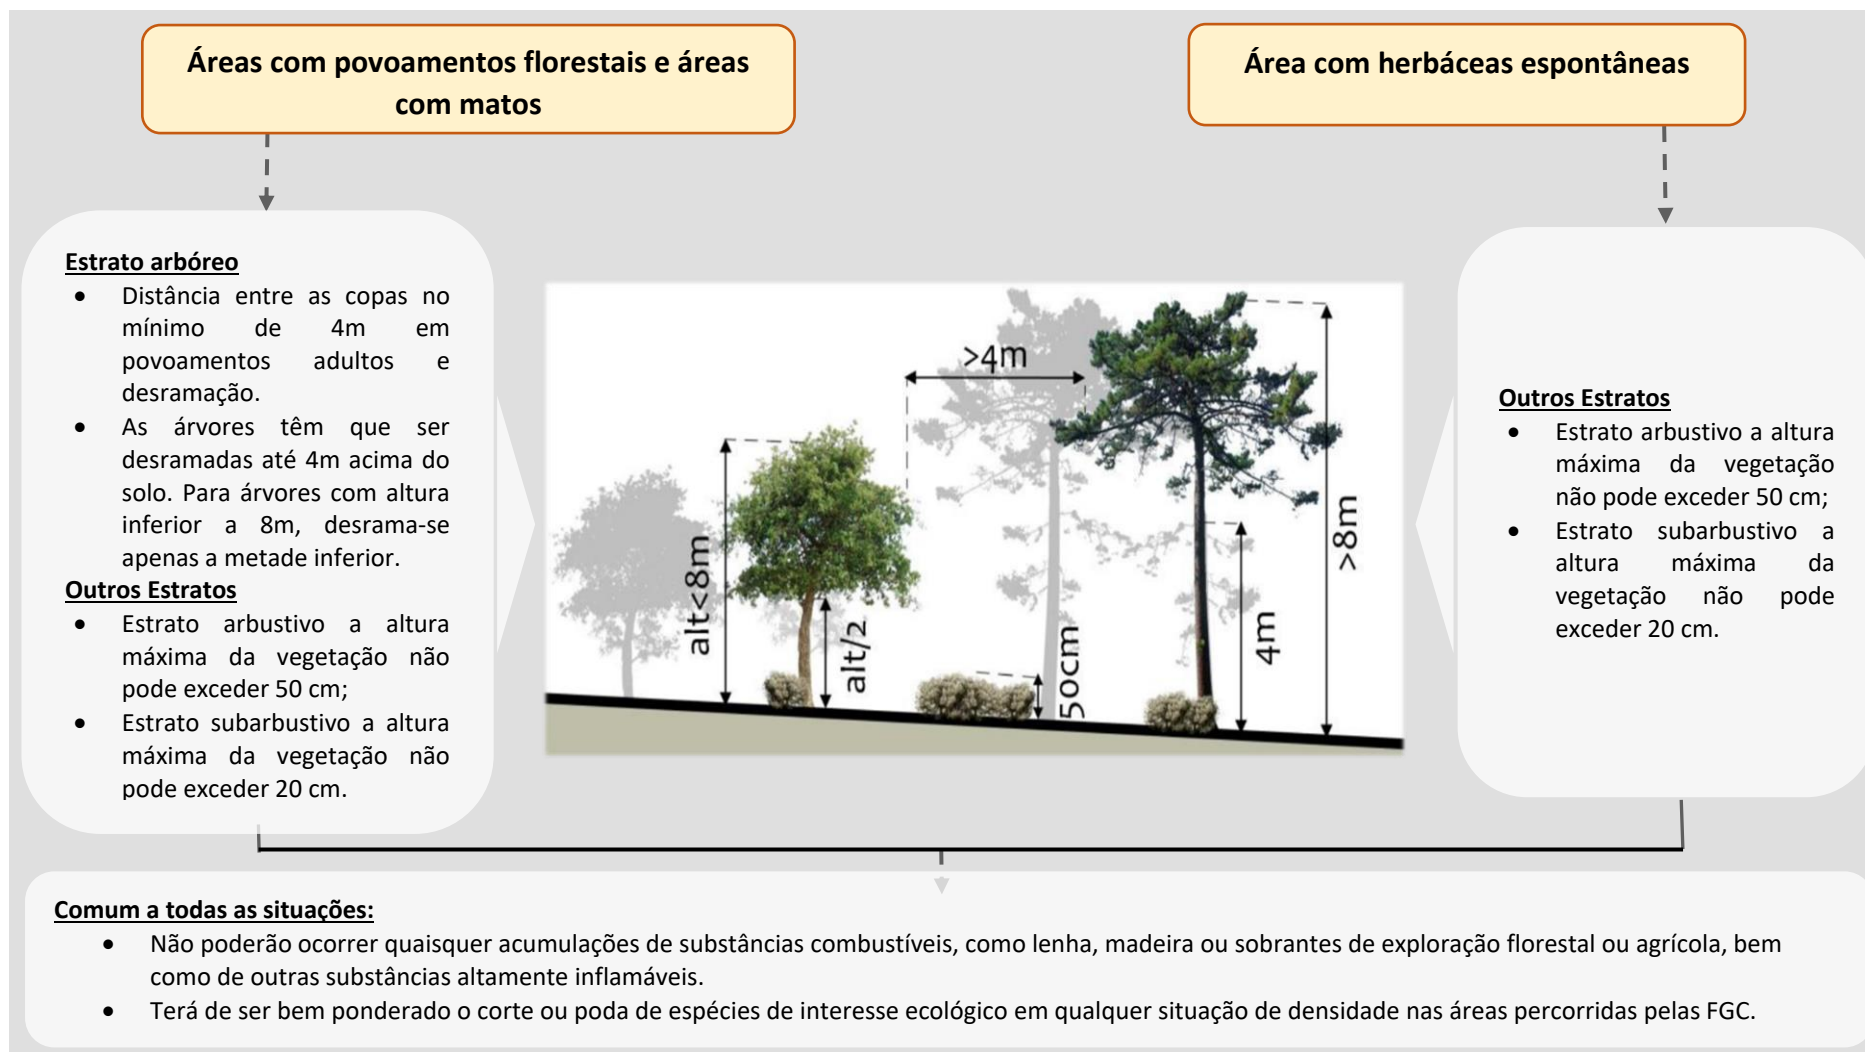 Áreas com povoamentos florestais e áreas
com matos
Área com herbáceas espontâneas
Estrato arbóreo
• Distância entre as copas no
mínimo de 4m em
povoamentos adultos e
desramação.
• As árvores têm que ser
desramadas até 4m acima do
solo. Para árvores com altura
inferior a 8m, desrama-se
apenas a metade inferior.
Outros Estratos
• Estrato arbustivo a altura
máxima da vegetação não
pode exceder 50 cm;
• Estrato subarbustivo a altura
máxima da vegetação não
pode exceder 20 cm.
>4m
alt<8m
alt/2
50cm
4m
>8m
Outros Estratos
• Estrato arbustivo a altura
máxima da vegetação
não pode exceder 50 cm;
• Estrato subarbustivo a
altura máxima da
vegetação não pode
exceder 20 cm.
Comum a todas as situações:
• Não poderão ocorrer quaisquer acumulações de substâncias combustíveis, como lenha, madeira ou sobrantes de exploração florestal ou agrícola, bem
como de outras substâncias altamente inflamáveis.
• Terá de ser bem ponderado o corte ou poda de espécies de interesse ecológico em qualquer situação de densidade nas áreas percorridas pelas FGC.